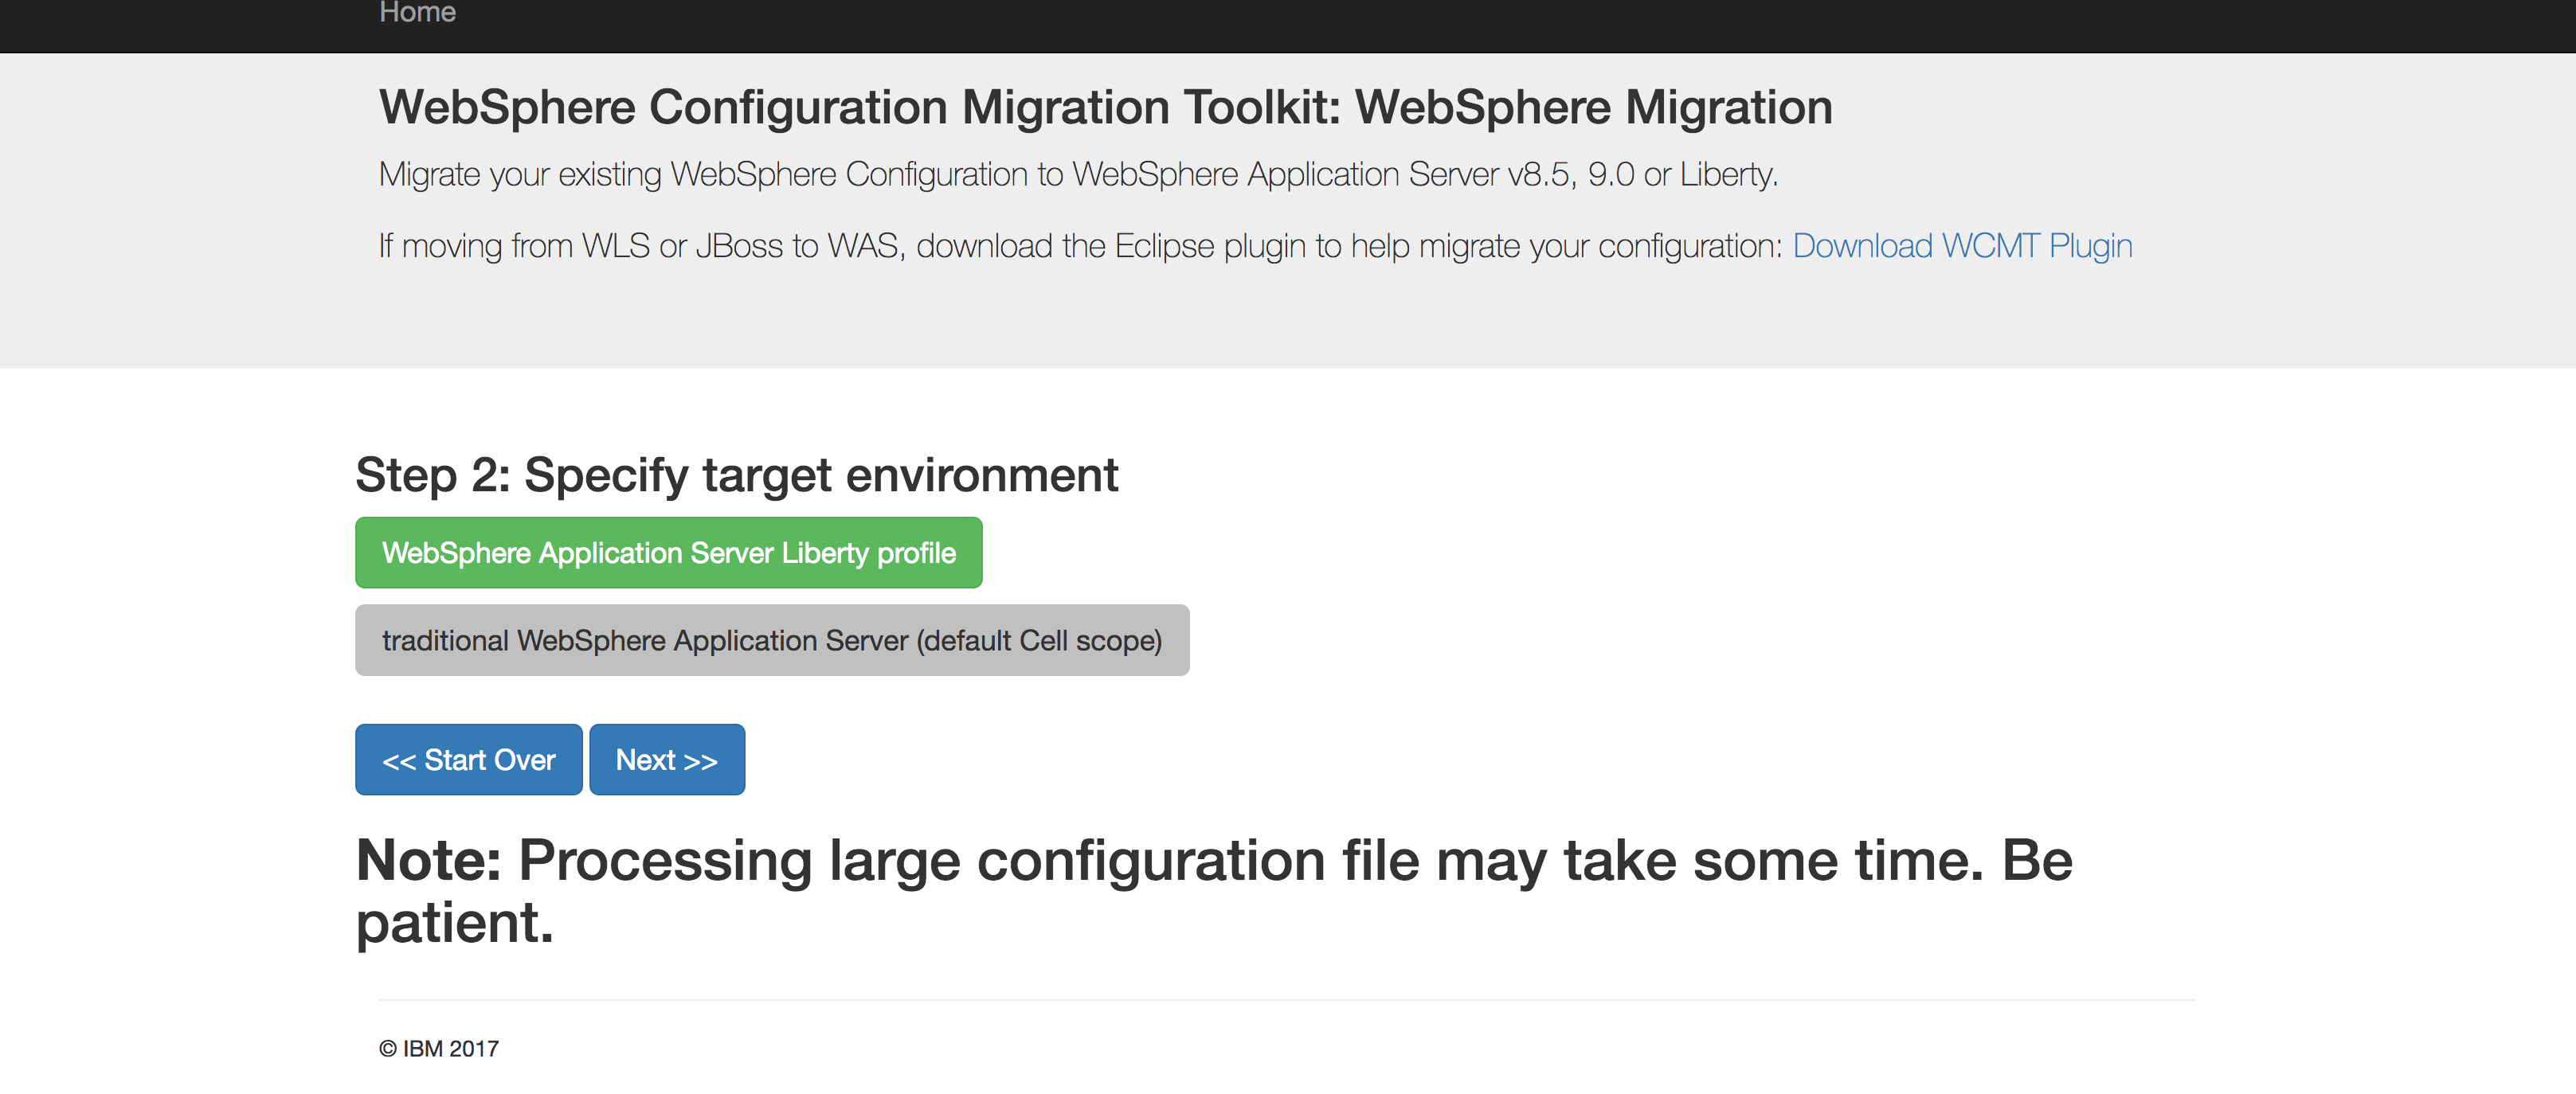 Home
WebSphere Configuration Migration Toolkit: WebSphere Migration
Migrate your existing WebSphere Configuration to WebSphere Application Server v8.5, 9.0 or Liberty.
If moving from WLS or JBoss to WAS, download the Eclipse plugin to help migrate your configuration: Download WCMT Plugin
Step 2: Specify target environment
WebSphere Application Server Liberty profile
traditional WebSphere Application Server (default Cell scope)
<< Start Over Next >>
Note: Processing large configuration file may take some time. Be
patient.
© IBM 2017